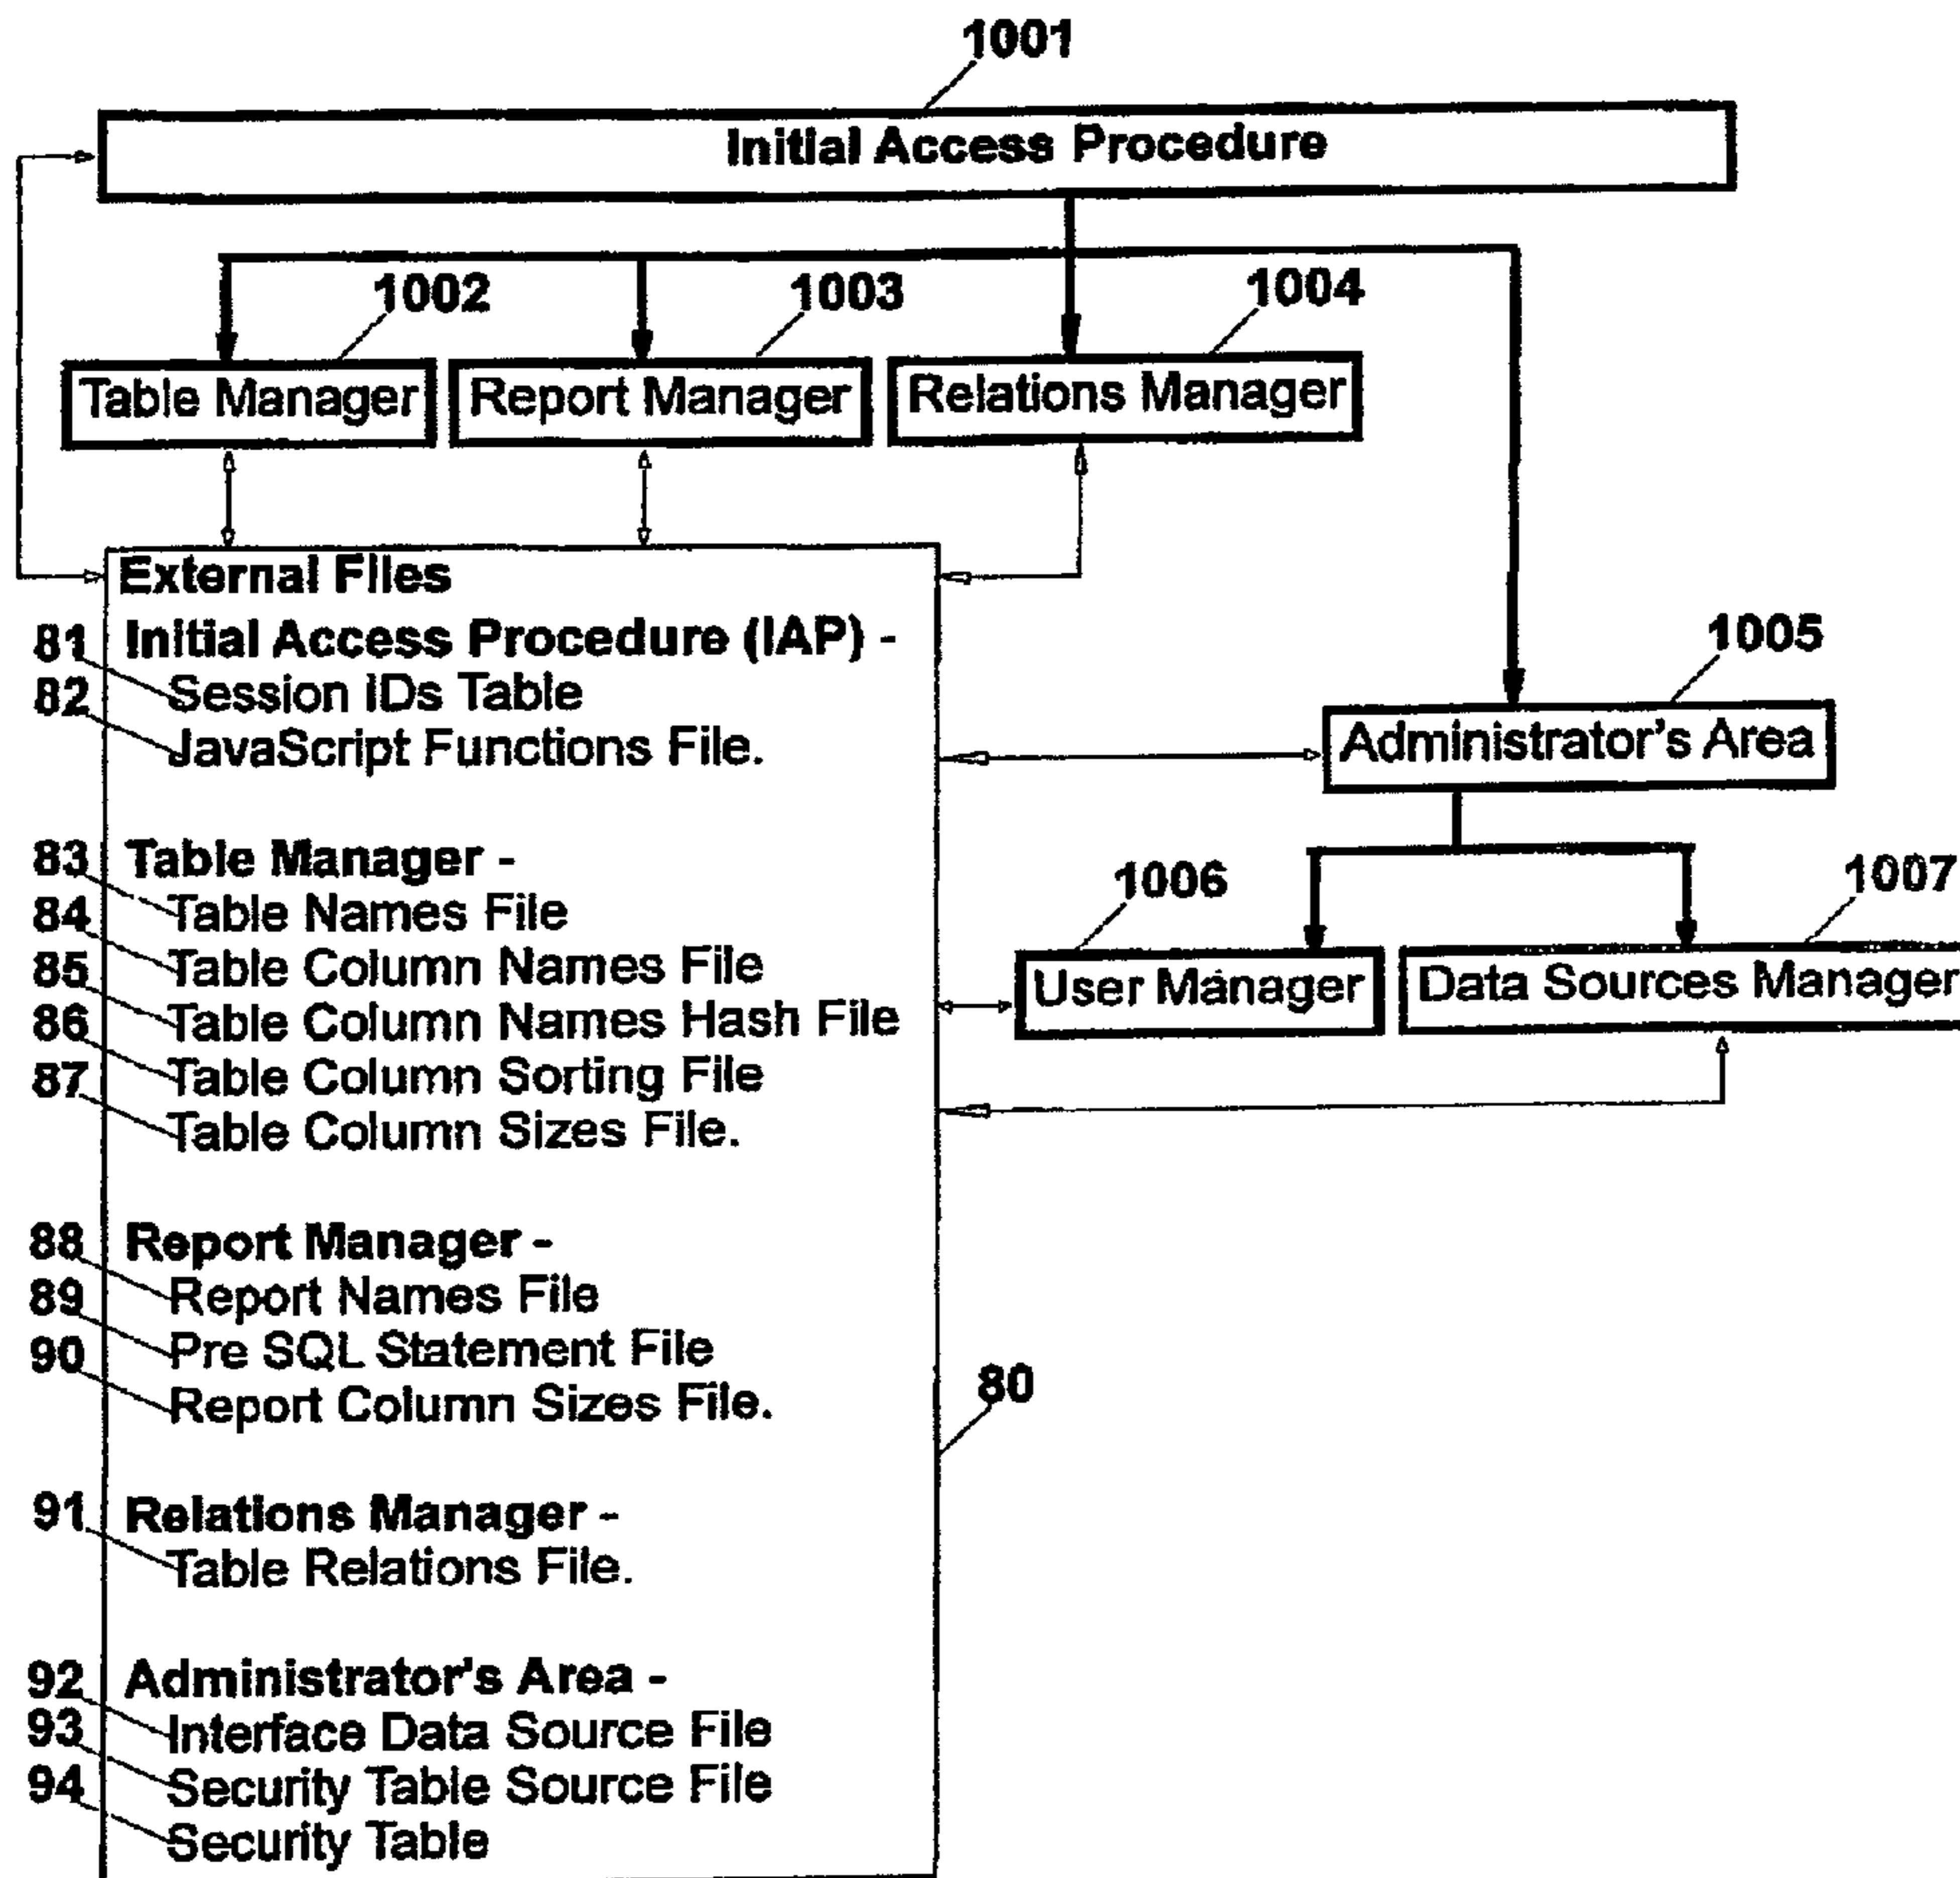 1001
Initial Access Procedure
1002
1003
1004
Table Manager
Report Manager
Relations Manager
External Files
81
Initial Access Procedure (IAP) -
82
Session IDs Table
JavaScript Functions File.
1005
Administrator's Area
83
Table Manager -
84
Table Names File
85
Table Column Names File
86
Table Column Names Hash File
87
Table Column Sorting File
Table Column Sizes File.
1006
1007
User Manager
Data Sources Manager
88
Report Manager -
89
Report Names File
90
Pre SQL Statement File
Report Column Sizes File.
80
91
Relations Manager -
Table Relations File.
92
Administrator's Area -
93
Interface Data Source File
94
Security Table Source File
Security Table